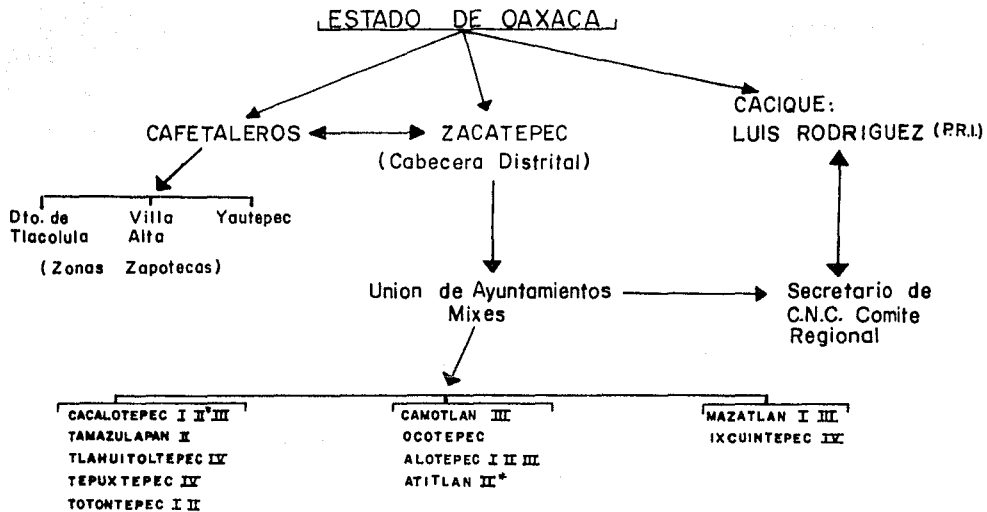 ESTADO DE OAXACA
CAFETALEROS
ZACATEPEC
(Cabecera Distrital)
CACIQUE:
LUIS RODRIGUEZ (P.R.I.)
Dto. de
Tlacolula
Villa
Alta
Yautepec
(Zonas Zapotecas)
Union de Ayuntamientos
Mixes
Secretario de
C.N.C. Comite
Regional
CACALOTEPEC I II* III
TAMAZULAPAN II
TLAHUITOLTEPEC IV
TEPUXTEPEC IV
TOTONTEPEC I II
CAMOTLAN III
OCOTEPEC
ALOTEPEC I II III
ATITLAN II*
MAZATLAN I III
IXCUINTEPEC IV